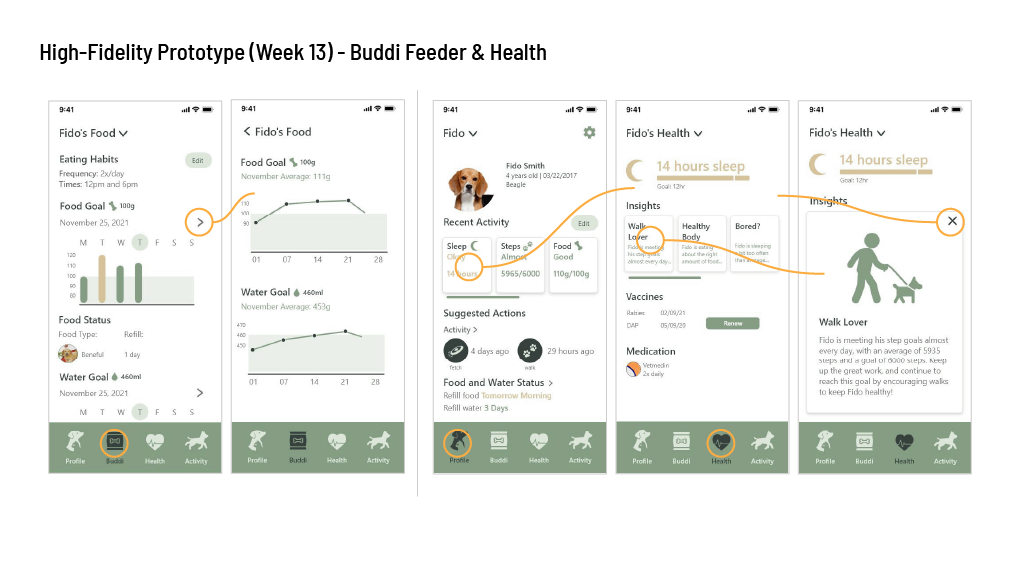 High-Fidelity Prototype (Week 13) - Buddi Feeder & Health
9:41
Fido's Food
Eating Habits
Edit
Frequency: 2x/day
Times: 12pm and 6pm
Food Goal 100g
November 25, 2021
M T W T F S S
120
110
100
90
80
Food Status
Food Type: Refill:
Beneful 1 day
Water Goal 460ml
November 25, 2021
M T W T F S S
Profile Buddi Health Activity
9:41
Fido's Food
Food Goal 100g
November Average: 111g
110
100
90
01 07 14 21 28
Water Goal 460ml
November Average: 453g
470
460
450
01 07 14 21 28
Profile Buddi Health Activity
9:41
Fido
Fido Smith
4 years old | 03/22/2017
Beagle
Recent Activity
Edit
Sleep
Okay
14 hours
Steps
Almost
5965/6000
Food
Good
110g/100g
Suggested Actions
Activity >
4 days ago
fetch
29 hours ago
walk
Food and Water Status >
Refill food Tomorrow Morning
Refill water 3 Days
Profile Buddi Health Activity
9:41
Fido's Health
14 hours sleep
Goal: 12hr
Insights
Walk
Lover
Fido is meeting
his step goals
almost every day...
Healthy
Body
Fido is eating
about the right
amount of food...
Bored?
Fido is sleeping
a lot too often
than average...
Vaccines
Rabies 02/09/21
DAP 05/09/20
Renew
Medication
Vetmedin
2x daily
Profile Buddi Health Activity
9:41
Fido's Health
14 hours sleep
Goal: 12hr
Insights
Walk Lover
Fido is meeting his step goals almost
every day, with an average of 5935
steps and a goal of 6000 steps. Keep
up the great work, and continue to
reach this goal by encouraging walks
to keep Fido healthy!
Profile Buddi Health Activity